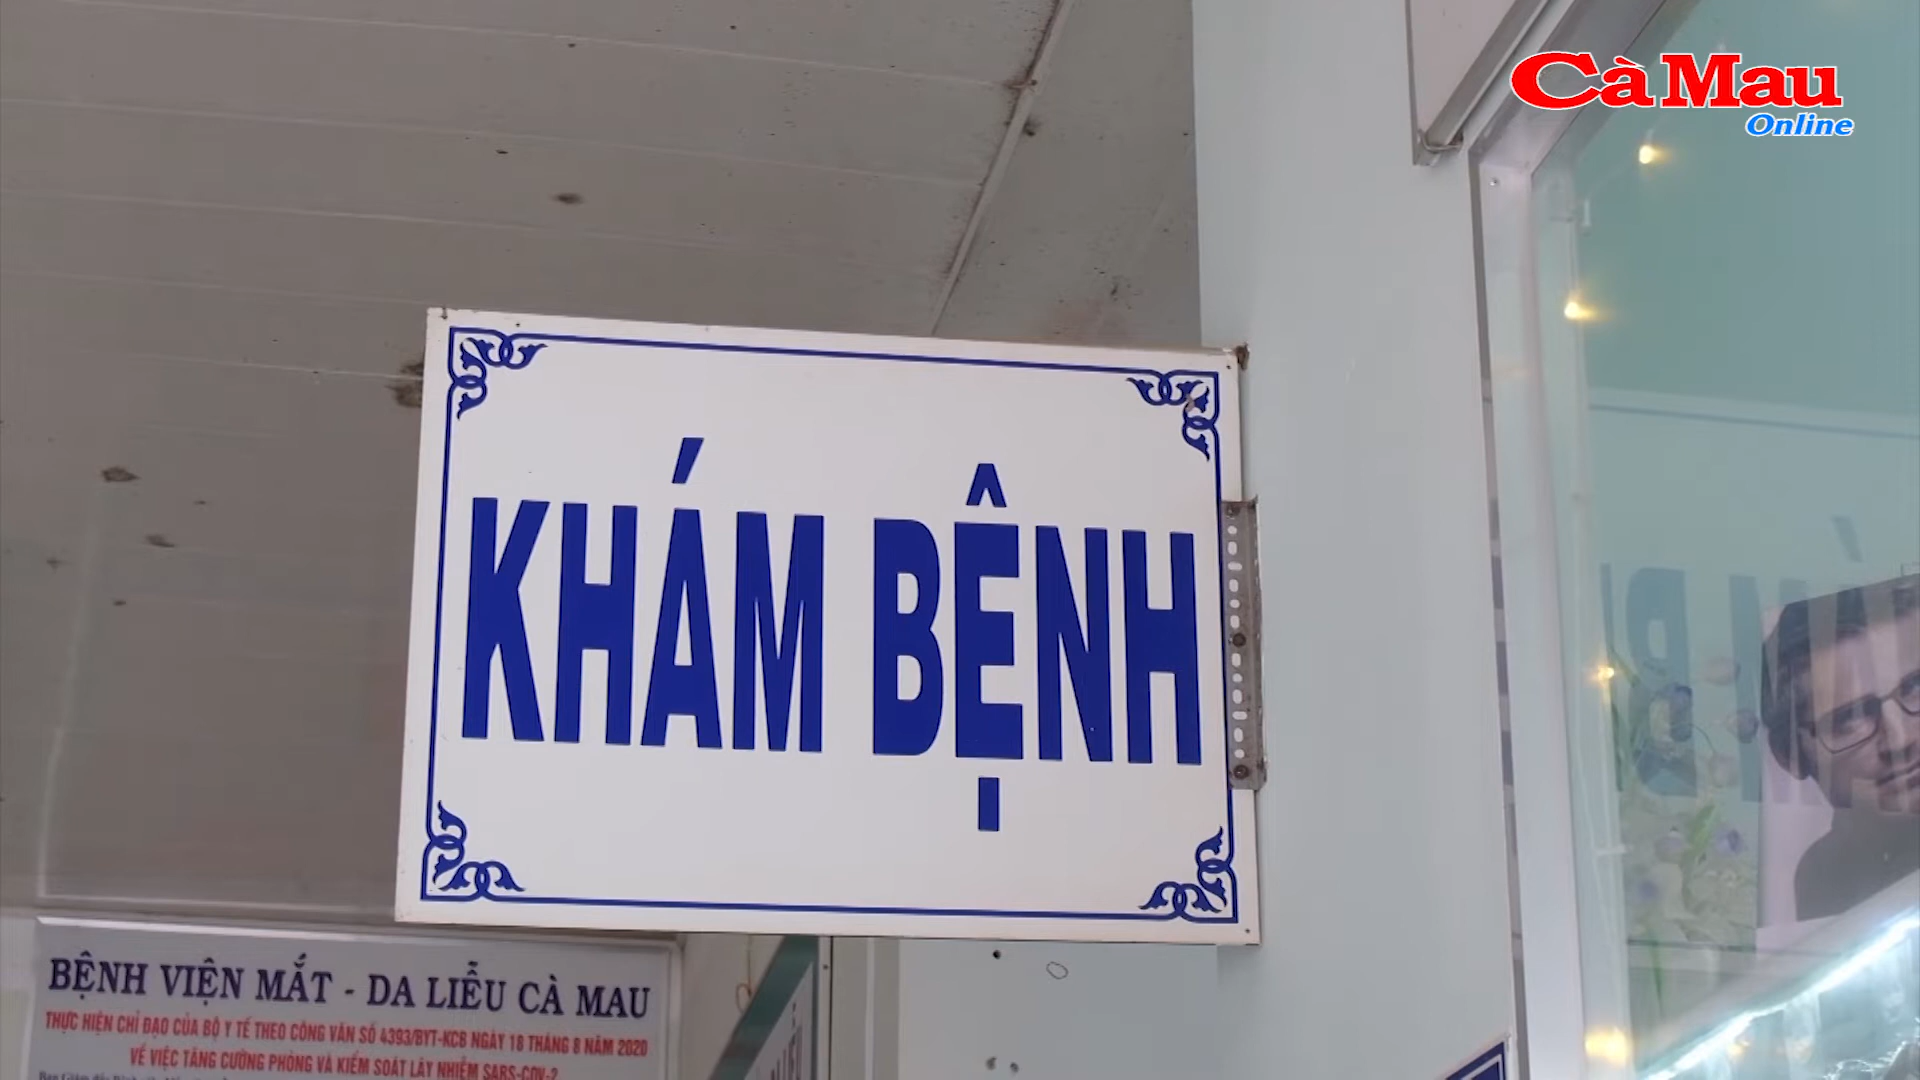 Cà Mau
Online
KHÁM BỆNH
BỆNH VIỆN MẮT - DA LIỄU CÀ MAU
THỰC HIỆN CHỈ ĐẠO CỦA BỘ Y TẾ THEO CÔNG VĂN SỐ 4393/BYT-KCB NGÀY 18 THÁNG 8 NĂM 2020
VỀ VIỆC TĂNG CƯỜNG PHÒNG VÀ KIỂM SOÁT LÂY NHIỄM SARS-COV-2